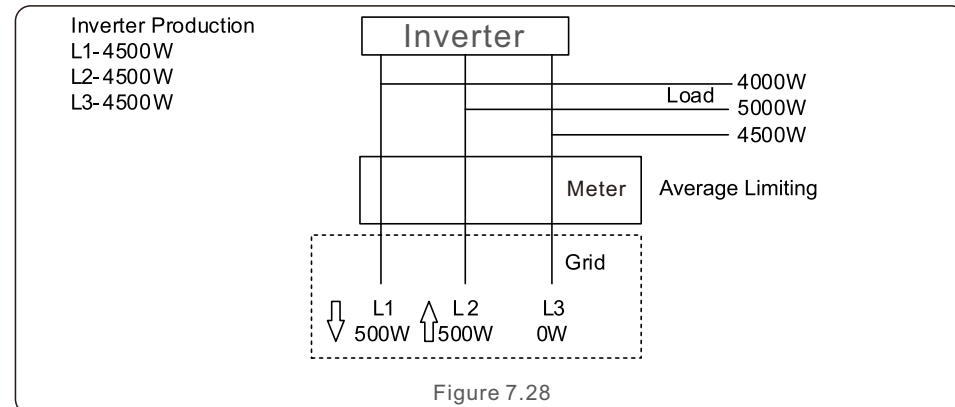 Inverter Production
L1-4500W
L2-4500W
L3-4500W
Inverter
Load
4000W
5000W
4500W
Meter
Average Limiting
Grid
L1 L2 L3
500W 500W 0W
Figure 7.28